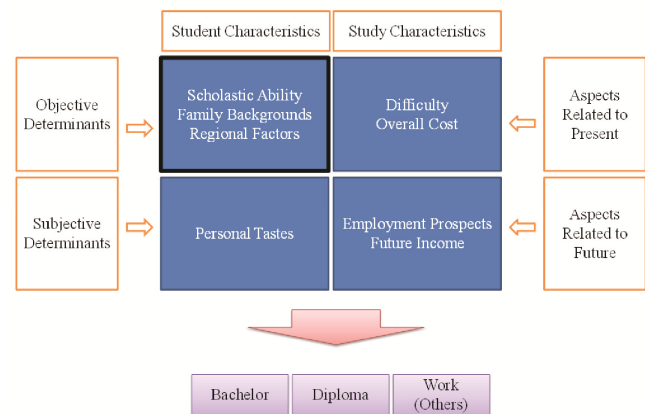 Student Characteristics
Study Characteristics
Objective
Determinants
Scholastic Ability
Family Backgrounds
Regional Factors
Difficulty
Overall Cost
Aspects
Related to
Present
Subjective
Determinants
Personal Tastes
Employment Prospects
Future Income
Aspects
Related to
Future
Bachelor
Diploma
Work
(Others)